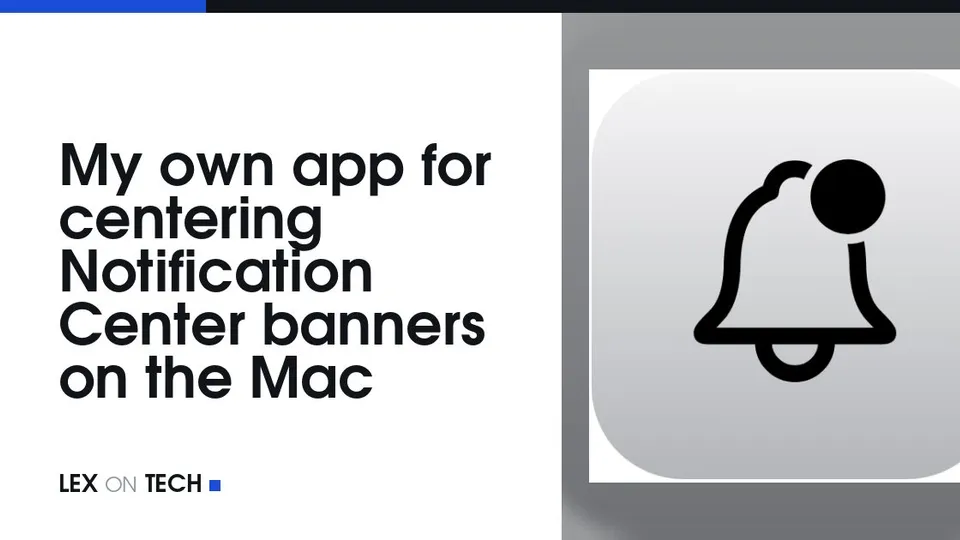 My own app for
centering
Notification
Center banners
on the Mac
LEX ON TECH